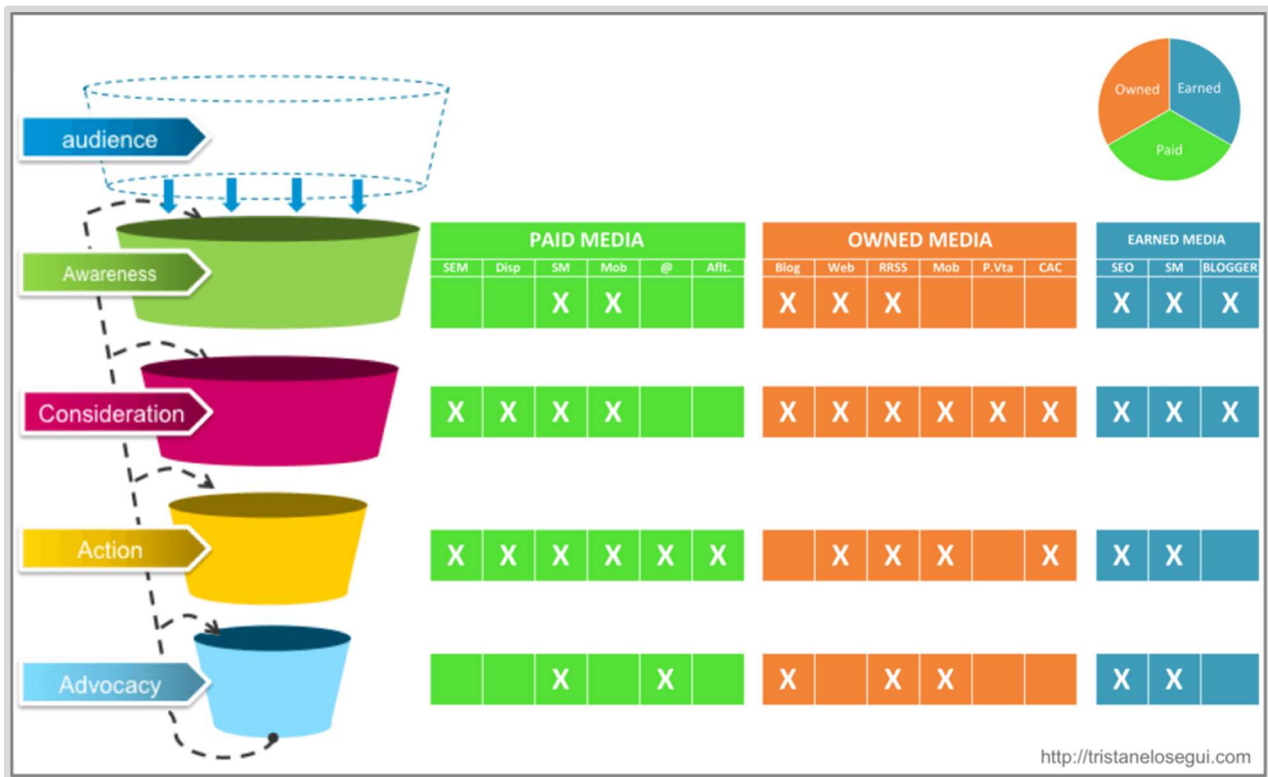 Owned Earned
Paid
audience
PAID MEDIA OWNED MEDIA EARNED MEDIA
SEM Disp SM Mob @ Aflt. Blog Web RRSS Mob P.Vta CAC SEO SM BLOGGER
Awareness
X X X X X X X X
Consideration
X X X X X X X X X X X X X
Action
X X X X X X X X X X X X
Advocacy
X X X X X X X
http://tristanelosegui.com